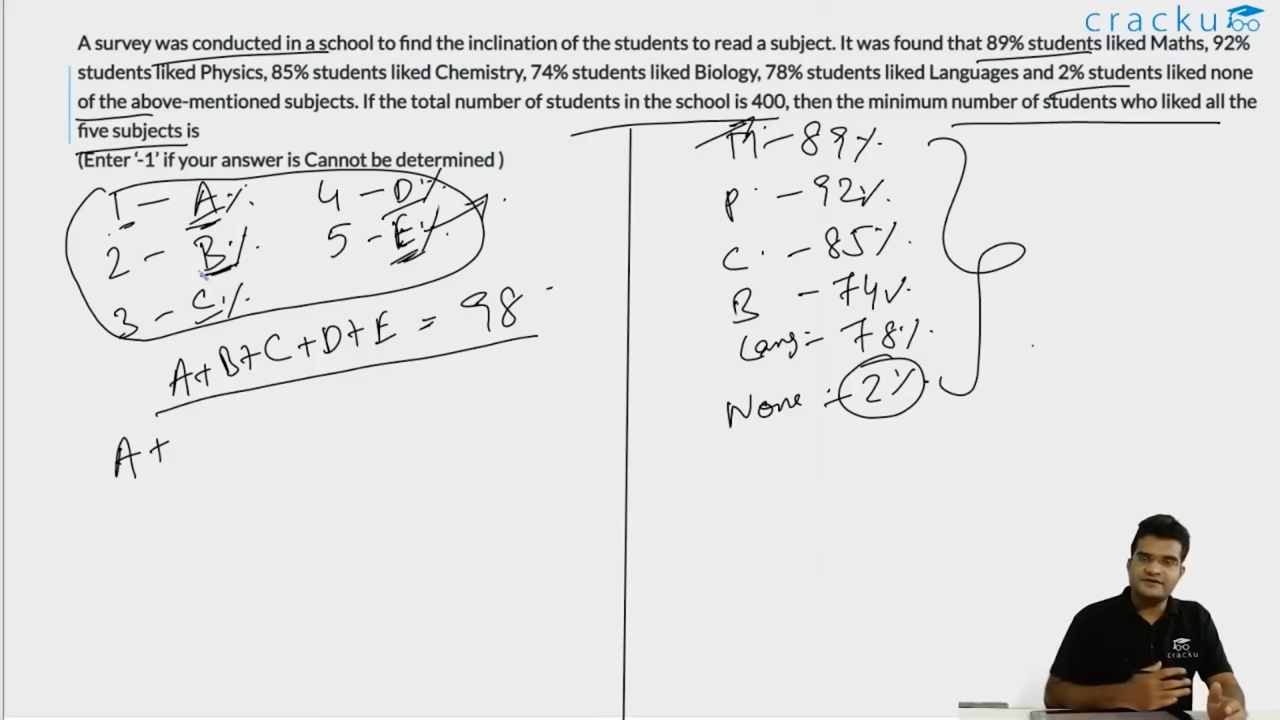 cracku
A survey was conducted in a school to find the inclination of the students to read a subject. It was found that 89% students liked Maths, 92%
students liked Physics, 85% students liked Chemistry, 74% students liked Biology, 78% students liked Languages and 2% students liked none
of the above-mentioned subjects. If the total number of students in the school is 400, then the minimum number of students who liked all the
five subjects is
(Enter '-1' if your answer is Cannot be determined )
1 - A%
2 - B%
3 - C%
4 - D%
5 - E%
A+B+C+D+E = 98
A+
M - 89%
P - 92%
C - 85%
B - 74%
Lang = 78%
None :- 2%
cracku